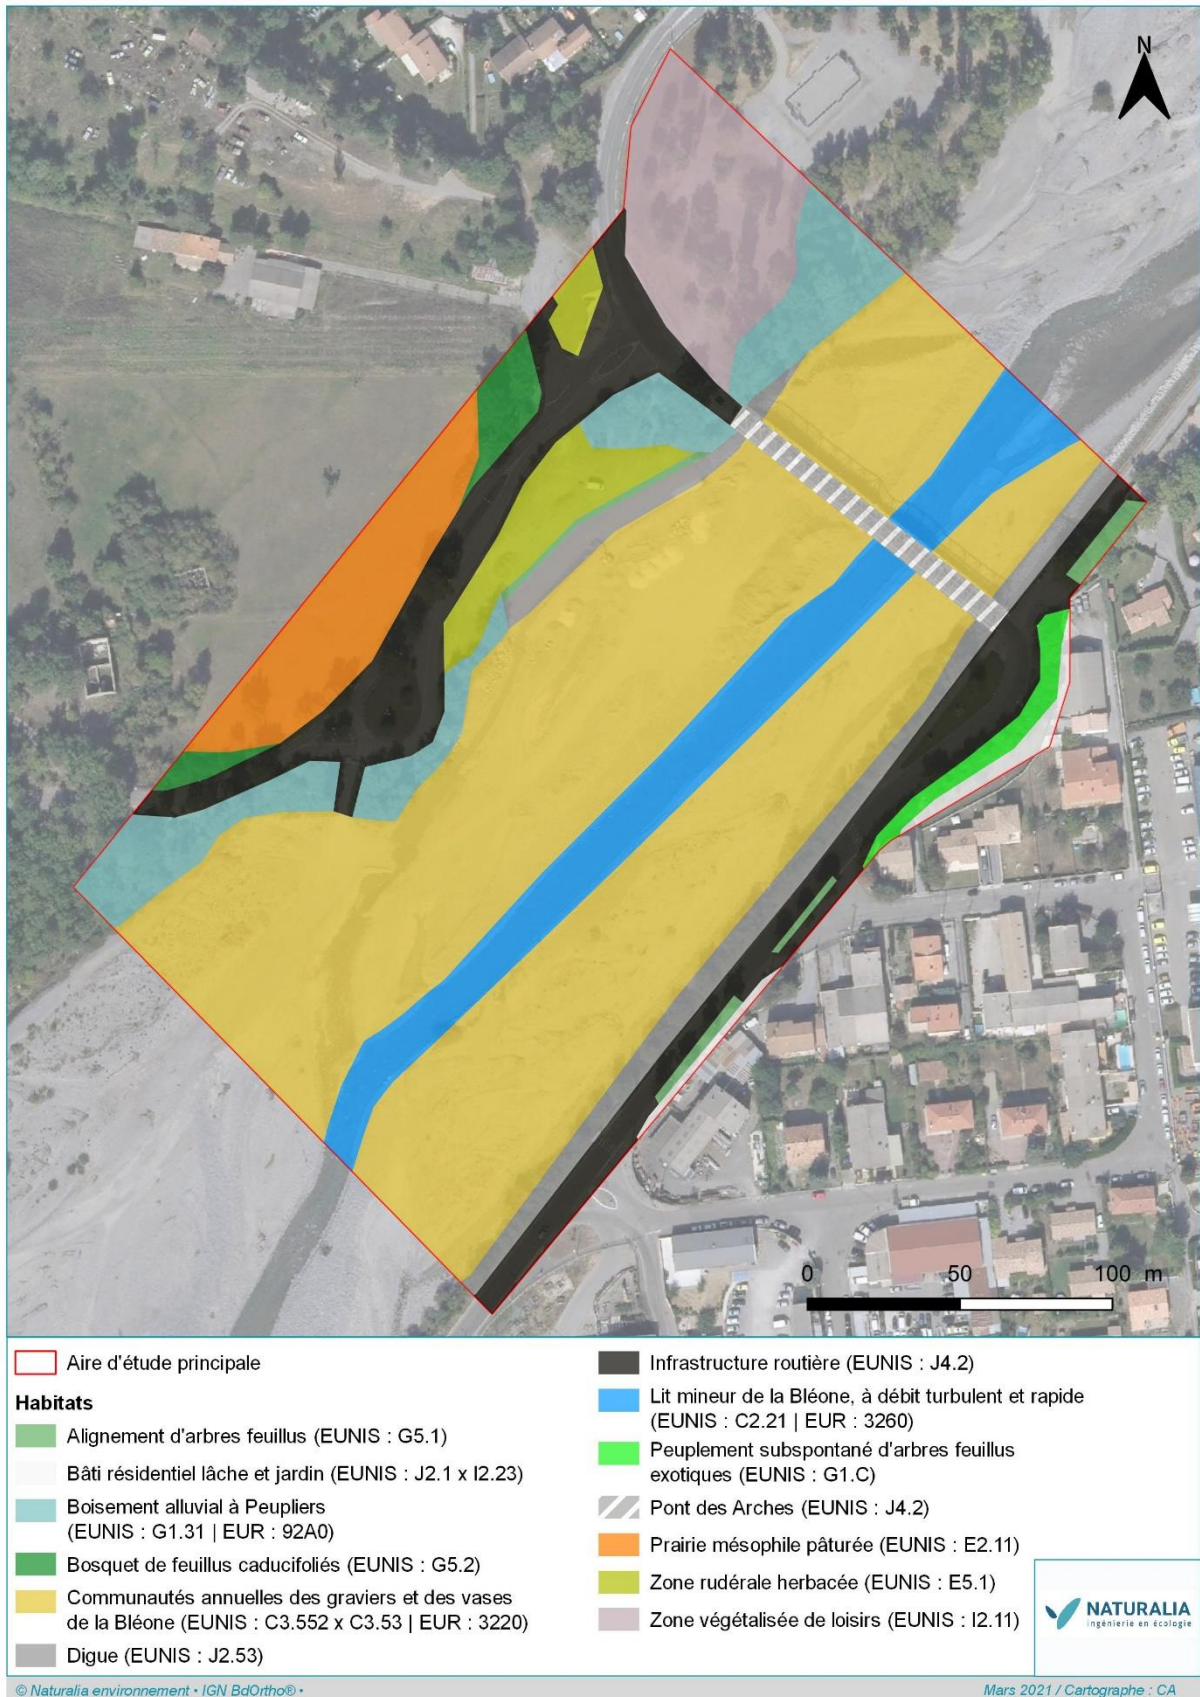 N
0 50 100 m
Aire d'étude principale
Habitats
Alignement d'arbres feuillus (EUNIS : G5.1)
Bâti résidentiel lâche et jardin (EUNIS : J2.1 x I2.23)
Boisement alluvial à Peupliers
(EUNIS : G1.31 | EUR : 92A0)
Bosquet de feuillus caducifoliés (EUNIS : G5.2)
Communautés annuelles des graviers et des vases
de la Bléone (EUNIS : C3.552 x C3.53 | EUR : 3220)
Digue (EUNIS : J2.53)
Infrastructure routière (EUNIS : J4.2)
Lit mineur de la Bléone, à débit turbulent et rapide
(EUNIS : C2.21 | EUR : 3260)
Peuplement subspontané d'arbres feuillus
exotiques (EUNIS : G1.C)
Pont des Arches (EUNIS : J4.2)
Prairie mésophile pâturée (EUNIS : E2.11)
Zone rudérale herbacée (EUNIS : E5.1)
Zone végétalisée de loisirs (EUNIS : I2.11)
NATURALIA
ingénierie en écologie
© Naturalia environnement • IGN BdOrtho® •
Mars 2021 / Cartographe : CA